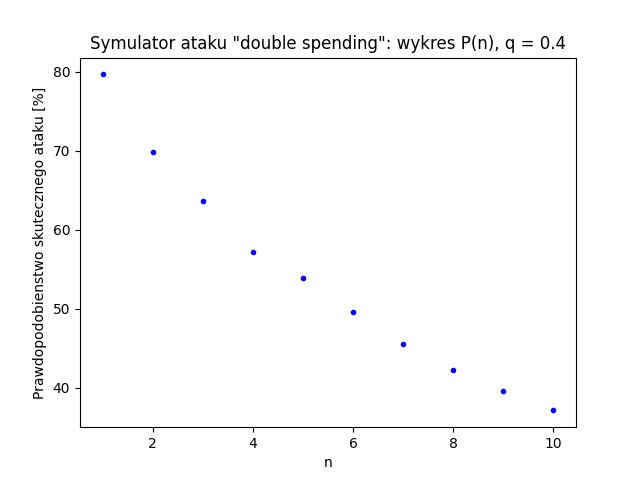 Symulator ataku "double spending": wykres P(n), q = 0.4
Prawdopodobienstwo skutecznego ataku [%]
80
70
60
50
40
2 4 6 8 10
n